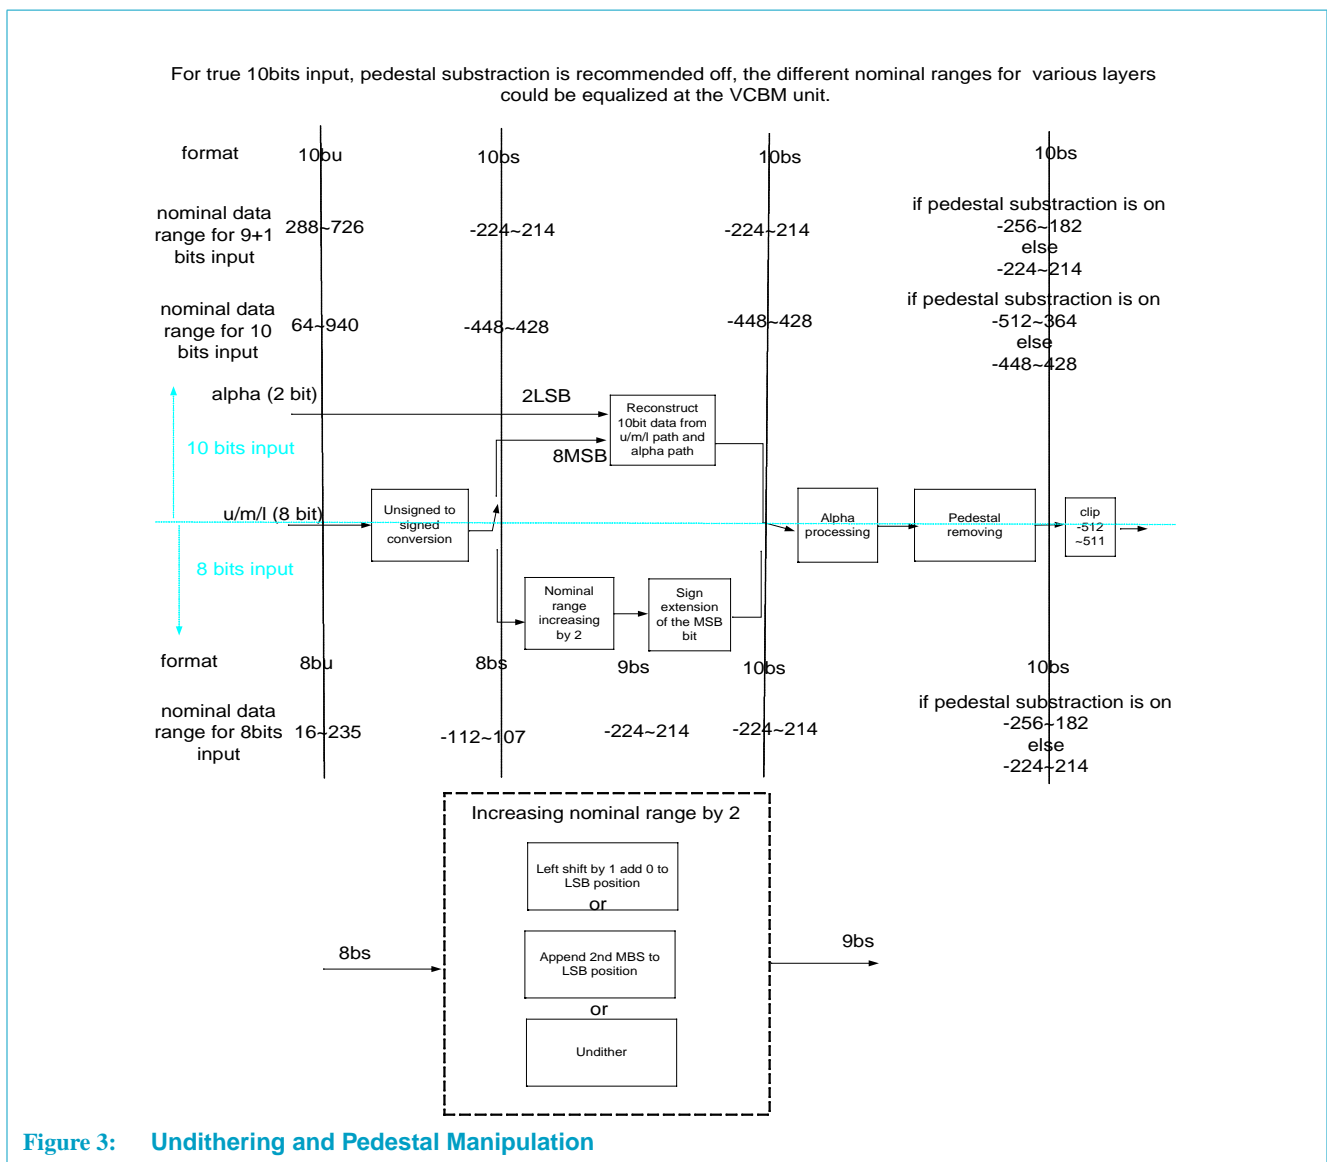 For true 10bits input, pedestal substraction is recommended off, the different nominal ranges for various layers
could be equalized at the VCBM unit.
format 10bu 10bs 10bs 10bs
nominal data
range for 9+1
bits input
288~726 -224~214 -224~214
if pedestal substraction is on
-256~182
else
-224~214
nominal data
range for 10
bits input
64~940 -448~428 -448~428
if pedestal substraction is on
-512~364
else
-448~428
alpha (2 bit) 2LSB
Reconstruct
10bit data from
u/m/l path and
alpha path
10 bits input
8MSB
u/m/l (8 bit)
Unsigned to
signed
conversion
Alpha
processing
Pedestal
removing
clip
-512
~511
8 bits input
Nominal
range
increasing
by 2
Sign
extension
of the MSB
bit
format 8bu 8bs 9bs 10bs 10bs
nominal data
range for 8bits
input
16~235 -112~107 -224~214 -224~214
if pedestal substraction is on
-256~182
else
-224~214
Increasing nominal range by 2
Left shift by 1 add 0 to
LSB position
or
8bs
Append 2nd MBS to
LSB position
9bs
or
Undither
Figure 3: Undithering and Pedestal Manipulation